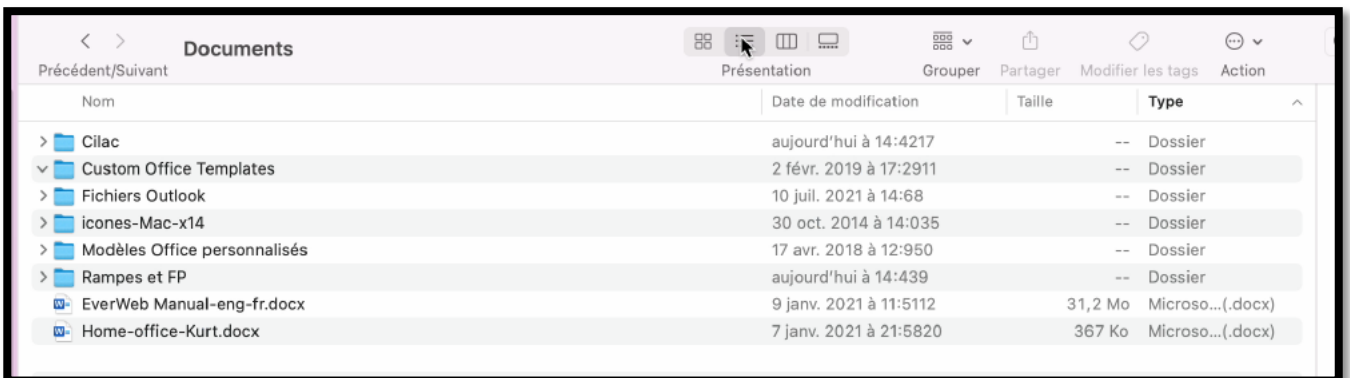 Documents
Précédent/Suivant Présentation Grouper Partager Modifier les tags Action
Nom Date de modification Taille Type
Cilac aujourd'hui à 14:4217 -- Dossier
Custom Office Templates 2 févr. 2019 à 17:2911 -- Dossier
Fichiers Outlook 10 juil. 2021 à 14:68 -- Dossier
icones-Mac-x14 30 oct. 2014 à 14:035 -- Dossier
Modèles Office personnalisés 17 avr. 2018 à 12:950 -- Dossier
Rampes et FP aujourd'hui à 14:439 -- Dossier
EverWeb Manual-eng-fr.docx 9 janv. 2021 à 11:5112 31,2 Mo Microso...(.docx)
Home-office-Kurt.docx 7 janv. 2021 à 21:5820 367 Ko Microso...(.docx)